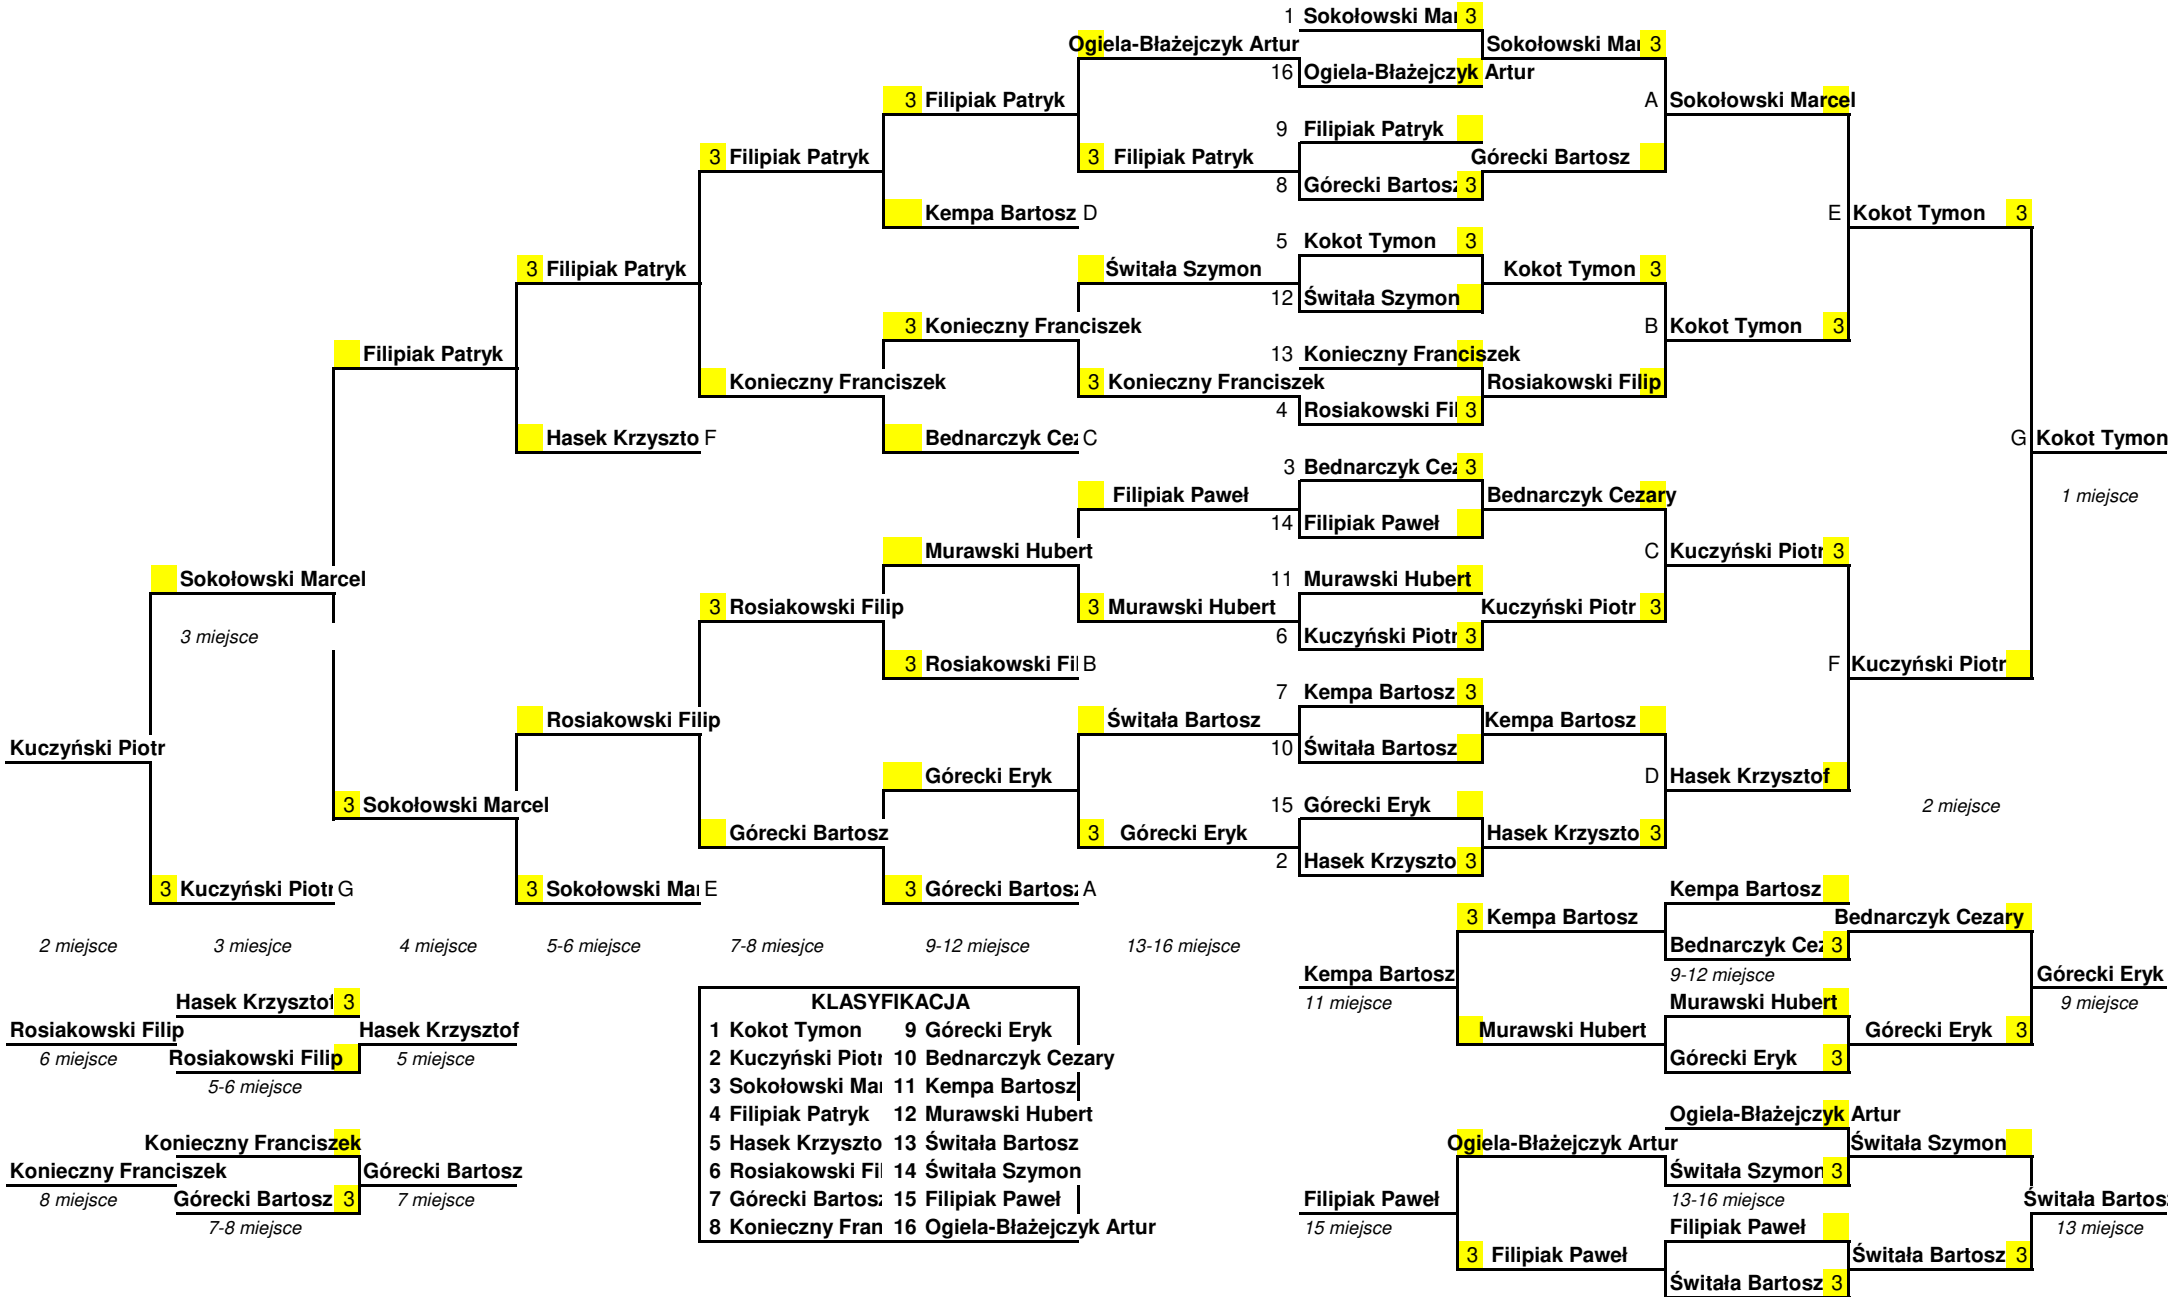 1 Sokołowski Mar 3
Ogiela-Błażejczyk Artur Sokołowski Mar 3
16 Ogiela-Błażejczyk Artur
3 Filipiak Patryk A Sokołowski Marcel
9 Filipiak Patryk
3 Filipiak Patryk 3 Filipiak Patryk Górecki Bartosz
8 Górecki Bartosz 3
Kempa Bartosz D E Kokot Tymon 3
5 Kokot Tymon 3
3 Filipiak Patryk Świtała Szymon Kokot Tymon 3
12 Świtała Szymon
3 Konieczny Franciszek B Kokot Tymon 3
Filipiak Patryk 13 Konieczny Franciszek
Konieczny Franciszek 3 Konieczny Franciszek Rosiakowski Filip
4 Rosiakowski Fil 3
Hasek Krzyszto F Bednarczyk Cez C G Kokot Tymon
3 Bednarczyk Cez 3
Filipiak Paweł Bednarczyk Cezary 1 miejsce
14 Filipiak Paweł
Murawski Hubert C Kuczyński Piotr 3
Sokołowski Marcel 11 Murawski Hubert
3 Rosiakowski Filip 3 Murawski Hubert Kuczyński Piotr 3
3 miejsce 6 Kuczyński Piotr 3
3 Rosiakowski Fil B F Kuczyński Piotr
7 Kempa Bartosz 3
Rosiakowski Filip Świtała Bartosz Kempa Bartosz
Kuczyński Piotr 10 Świtała Bartosz
Górecki Eryk D Hasek Krzysztof
3 Sokołowski Marcel 15 Górecki Eryk 2 miejsce
Górecki Bartosz 3 Górecki Eryk Hasek Krzyszto 3
2 Hasek Krzyszto 3
3 Kuczyński Piotr G 3 Sokołowski Mar E 3 Górecki Bartosz A Kempa Bartosz
3 Kempa Bartosz Bednarczyk Cezary
2 miejsce 3 miesjce 4 miejsce 5-6 miejsce 7-8 miesjce 9-12 miejsce 13-16 miejsce Bednarczyk Cez 3
Kempa Bartosz 9-12 miejsce Górecki Eryk
Hasek Krzysztof 3 KLASYFIKACJA 11 miejsce Murawski Hubert 9 miejsce
Rosiakowski Filip Hasek Krzysztof 1 Kokot Tymon 9 Górecki Eryk Murawski Hubert Górecki Eryk 3
6 miejsce Rosiakowski Filip 5 miejsce 2 Kuczyński Piotr 10 Bednarczyk Cezary Górecki Eryk 3
5-6 miejsce 3 Sokołowski Mar 11 Kempa Bartosz
4 Filipiak Patryk 12 Murawski Hubert Ogiela-Błażejczyk Artur
Konieczny Franciszek 5 Hasek Krzyszto 13 Świtała Bartosz Ogiela-Błażejczyk Artur Świtała Szymon
Konieczny Franciszek Górecki Bartosz 6 Rosiakowski Fil 14 Świtała Szymon Świtała Szymon 3
8 miejsce Górecki Bartosz 3 7 miejsce 7 Górecki Bartosz 15 Filipiak Paweł Filipiak Paweł 13-16 miejsce Świtała Bartosz
7-8 miejsce 8 Konieczny Fran 16 Ogiela-Błażejczyk Artur 15 miejsce Filipiak Paweł 13 miejsce
3 Filipiak Paweł Świtała Bartosz 3
Świtała Bartosz 3